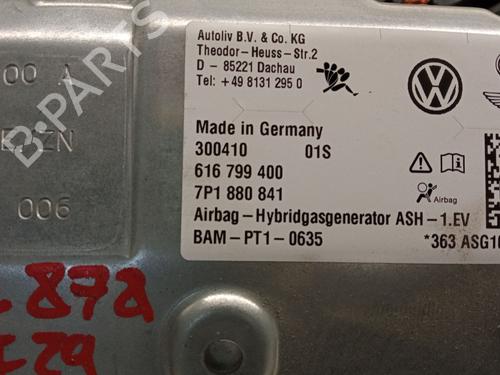 B-PARTS
00 A
006
Autoliv B.V. & Co. KG
Theodor-Heuss-Str.2
D - 85221 Dachau
Tel: +49 8131 295 0
Made in Germany
300410 01S
616 799 400
7P1 880 841
Airbag
Airbag-Hybridgasgenerator ASH-1.EV
BAM-PT1-0635
*363